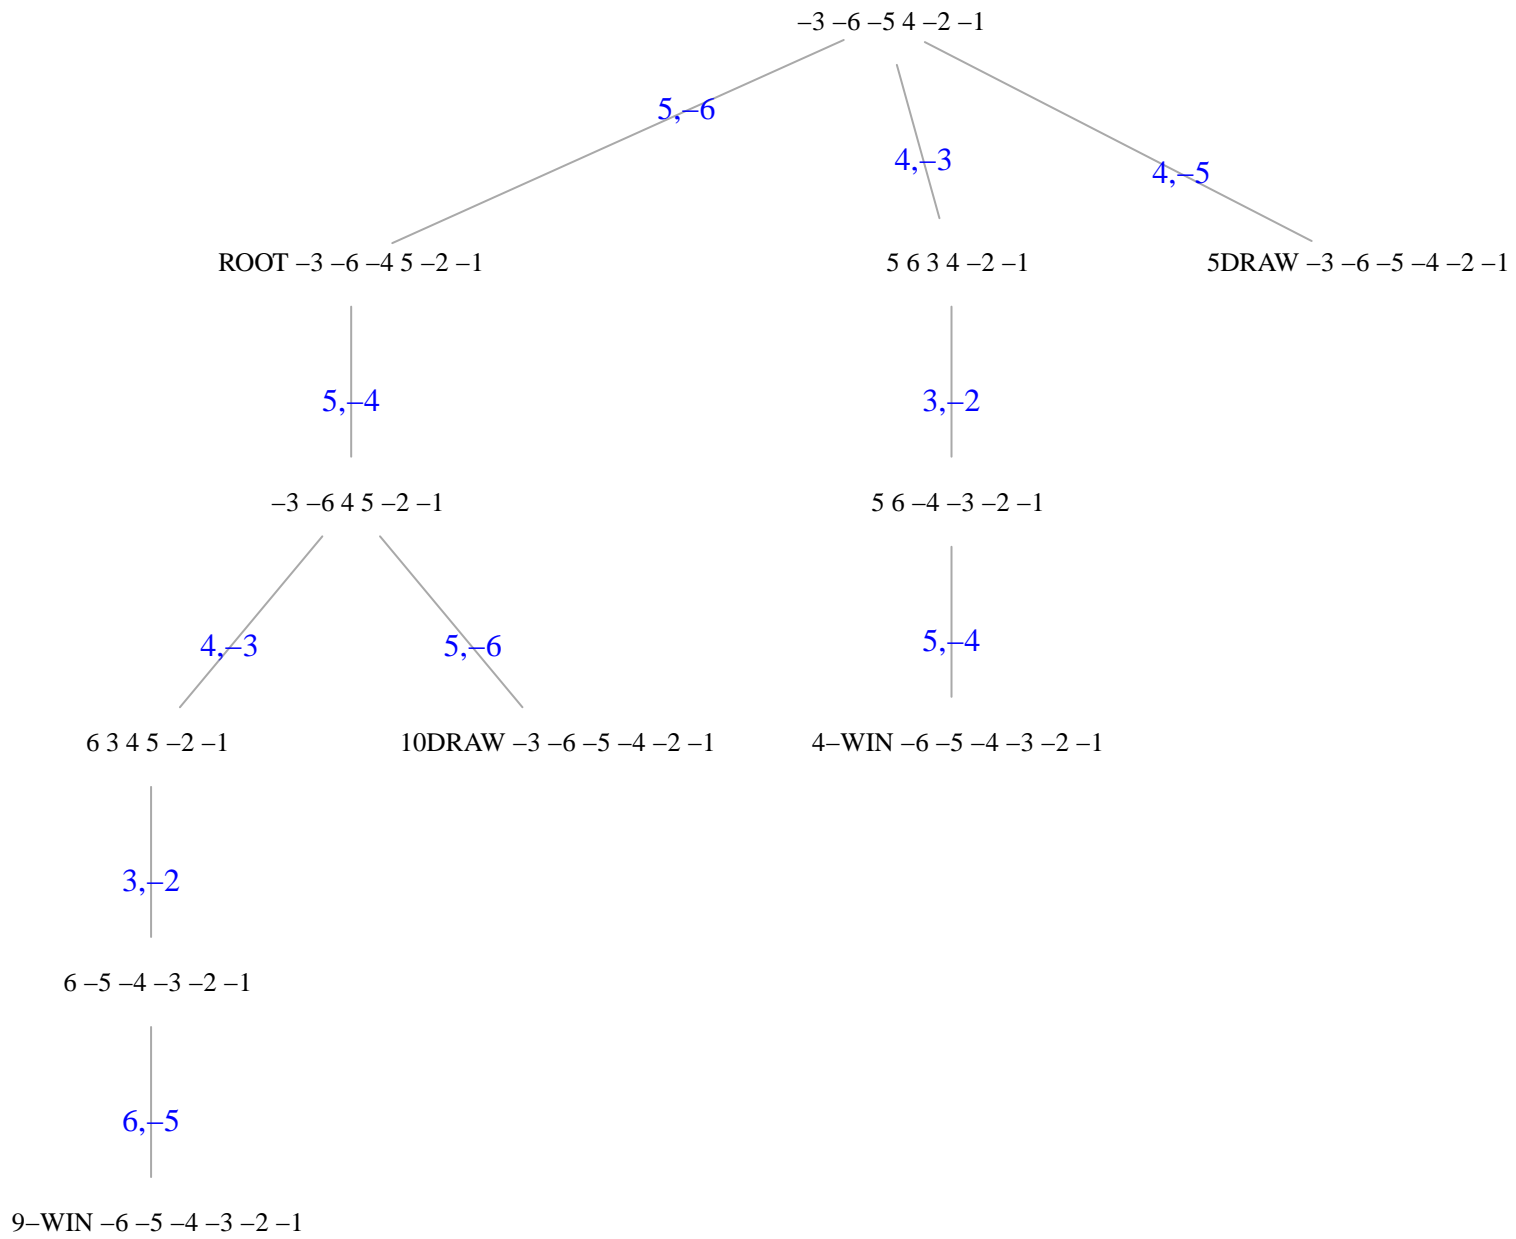 –3 –6 –5 4 –2 –1
5,–6
4,–3
4,–5
ROOT –3 –6 –4 5 –2 –1
5 6 3 4 –2 –1
5DRAW –3 –6 –5 –4 –2 –1
5,–4
3,–2
–3 –6 4 5 –2 –1
5 6 –4 –3 –2 –1
4,–3
5,–6
5,–4
6 3 4 5 –2 –1
10DRAW –3 –6 –5 –4 –2 –1
4–WIN –6 –5 –4 –3 –2 –1
3,–2
6 –5 –4 –3 –2 –1
6,–5
9–WIN –6 –5 –4 –3 –2 –1